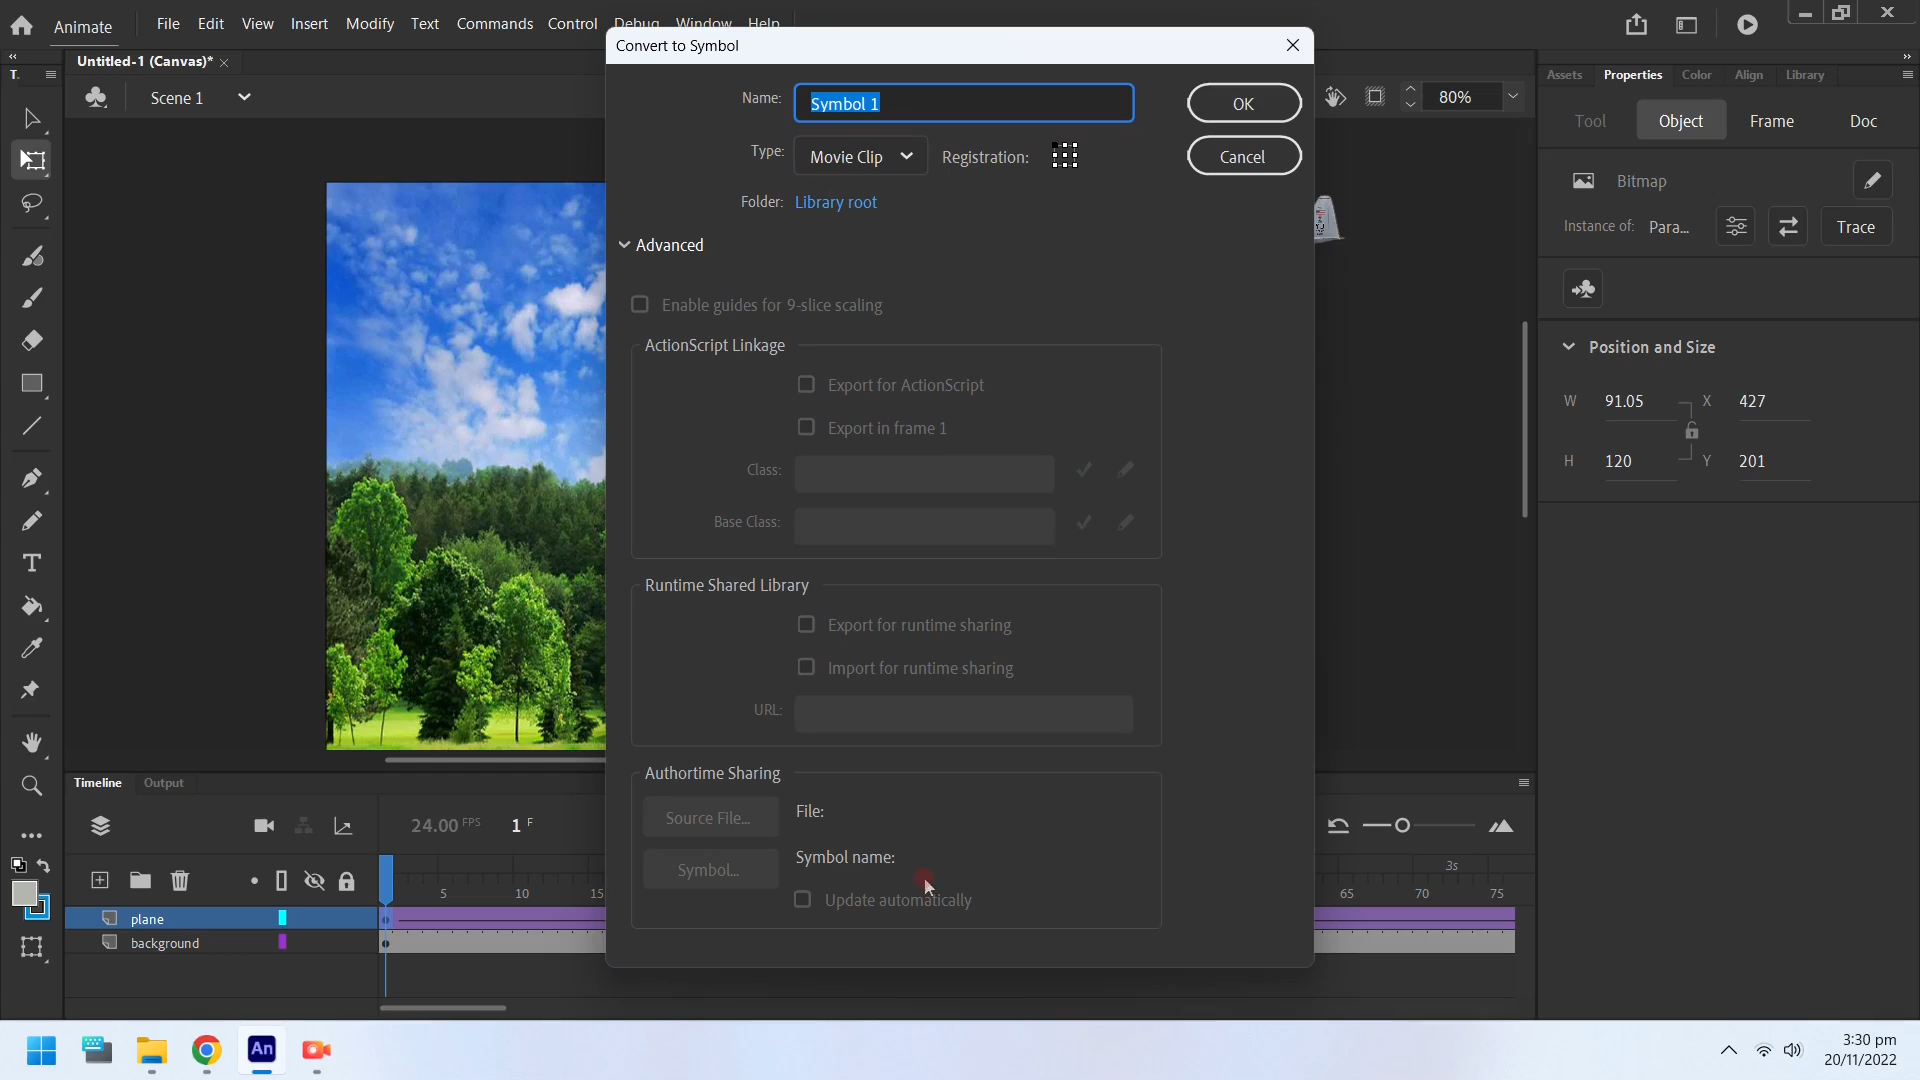 Animate File Edit View Insert Modify Text Commands Control Debug Window Help
Convert to Symbol
Untitled-1 (Canvas)*
Scene 1
80%
Name: Symbol 1
OK
Type: Movie Clip Registration:
Cancel
Folder: Library root
Advanced
Enable guides for 9-slice scaling
ActionScript Linkage
Export for ActionScript
Export in frame 1
Class:
Base Class:
Runtime Shared Library
Export for runtime sharing
Import for runtime sharing
URL:
Authortime Sharing
Source File... File:
Symbol... Symbol name:
Update automatically
Assets Properties Color Align Library
Tool Object Frame Doc
Bitmap
Instance of: Para... Trace
Position and Size
W 91.05 X 427
H 120 Y 201
Timeline Output
24.00 FPS 1 F
3s
5 10 15 65 70 75
plane
background
An
3:30 pm
20/11/2022